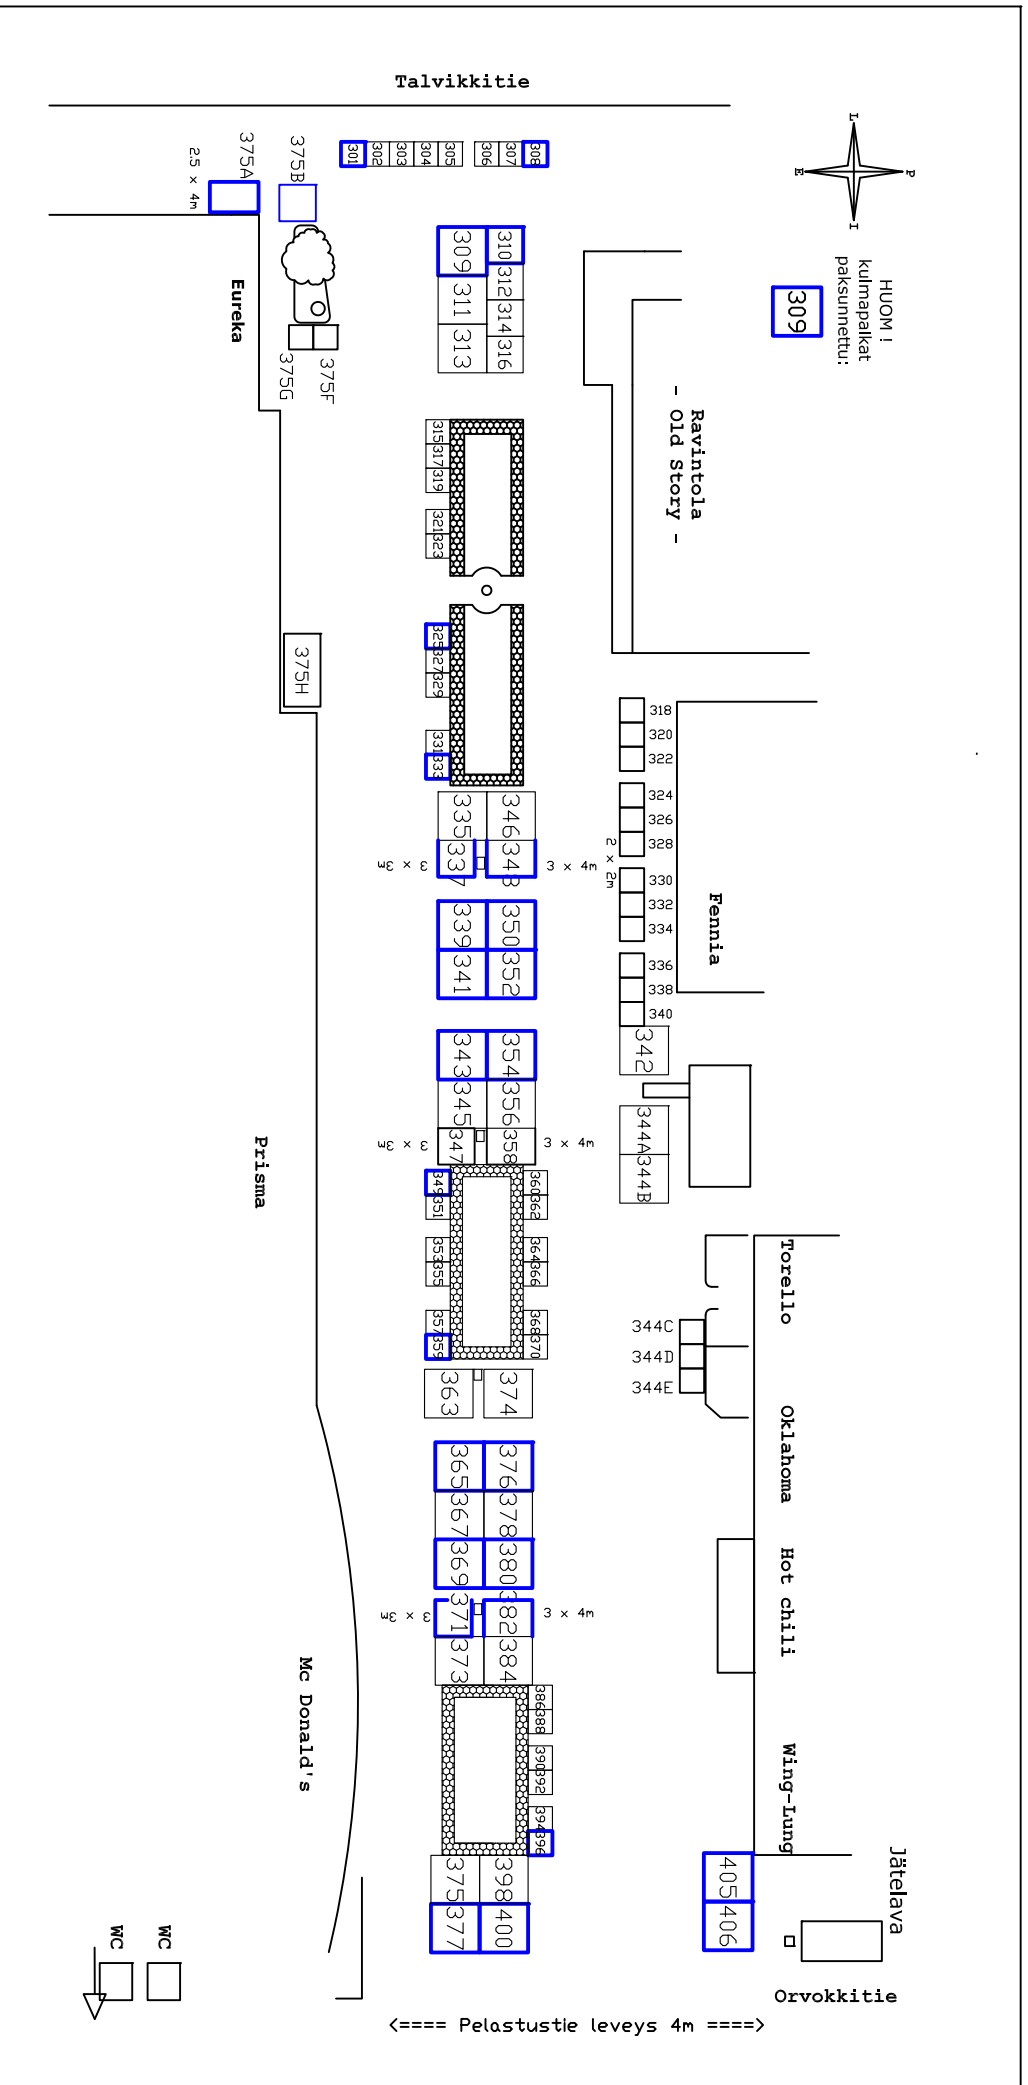 Talvikkitie
L
E
P
I
HUOM !
kulmapaikat
paksunnettu:
309
375A
375B
2.5 x 4m
301
302
303
304
305
306
307
308
309
310
311
312
313
314
316
Eureka
375G
375F
Ravintola
- Old Story -
315
317
319
321
323
325
327
329
331
333
375H
318
320
322
324
326
328
330
332
334
336
338
340
2 x 2m
Fennia
335
346
337
348
3 x 3m
3 x 4m
339
350
341
352
343
354
345
356
347
358
3 x 3m
3 x 4m
342
344A
344B
Prisma
349
351
353
355
357
359
360
362
364
366
368
370
Torello
344C
344D
344E
363
374
Oklahoma
365
376
367
378
369
380
371
382
3 x 3m
3 x 4m
373
384
Hot chili
Mc Donald's
386
388
390
392
394
396
Wing-Lung
375
398
377
400
405
406
Jätelava
WC
WC
Orvokkitie
<==== Pelastustie leveys 4m ====>